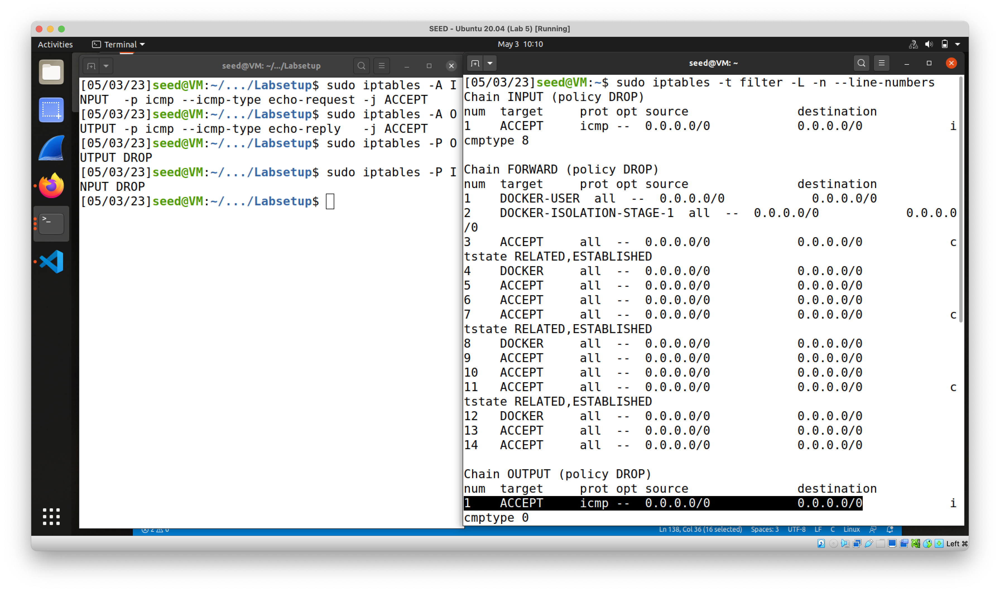 SEED - Ubuntu 20.04 (Lab 5) [Running]
Activities
Terminal
May 3 10:10
seed@VM: ~/.../Labsetup
[05/03/23]seed@VM:~/.../Labsetup$ sudo iptables -A I
NPUT  -p icmp --icmp-type echo-request -j ACCEPT
[05/03/23]seed@VM:~/.../Labsetup$ sudo iptables -A O
UTPUT -p icmp --icmp-type echo-reply   -j ACCEPT
[05/03/23]seed@VM:~/.../Labsetup$ sudo iptables -P O
UTPUT DROP
[05/03/23]seed@VM:~/.../Labsetup$ sudo iptables -P I
NPUT DROP
[05/03/23]seed@VM:~/.../Labsetup$
seed@VM: ~
[05/03/23]seed@VM:~$ sudo iptables -t filter -L -n --line-numbers
Chain INPUT (policy DROP)
num  target     prot opt source               destination
1    ACCEPT     icmp --  0.0.0.0/0            0.0.0.0/0            i
cmptype 8
Chain FORWARD (policy DROP)
num  target     prot opt source               destination
1    DOCKER-USER  all  --  0.0.0.0/0            0.0.0.0/0
2    DOCKER-ISOLATION-STAGE-1  all  --  0.0.0.0/0            0.0.0.0
/0
3    ACCEPT     all  --  0.0.0.0/0            0.0.0.0/0            c
tstate RELATED,ESTABLISHED
4    DOCKER     all  --  0.0.0.0/0            0.0.0.0/0
5    ACCEPT     all  --  0.0.0.0/0            0.0.0.0/0
6    ACCEPT     all  --  0.0.0.0/0            0.0.0.0/0
7    ACCEPT     all  --  0.0.0.0/0            0.0.0.0/0            c
tstate RELATED,ESTABLISHED
8    DOCKER     all  --  0.0.0.0/0            0.0.0.0/0
9    ACCEPT     all  --  0.0.0.0/0            0.0.0.0/0
10   ACCEPT     all  --  0.0.0.0/0            0.0.0.0/0
11   ACCEPT     all  --  0.0.0.0/0            0.0.0.0/0            c
tstate RELATED,ESTABLISHED
12   DOCKER     all  --  0.0.0.0/0            0.0.0.0/0
13   ACCEPT     all  --  0.0.0.0/0            0.0.0.0/0
14   ACCEPT     all  --  0.0.0.0/0            0.0.0.0/0
Chain OUTPUT (policy DROP)
num  target     prot opt source               destination
1    ACCEPT     icmp --  0.0.0.0/0            0.0.0.0/0            i
cmptype 0
Ln 138, Col 36 (16 selected) Spaces: 3 UTF-8 LF C Linux
Left ⌘